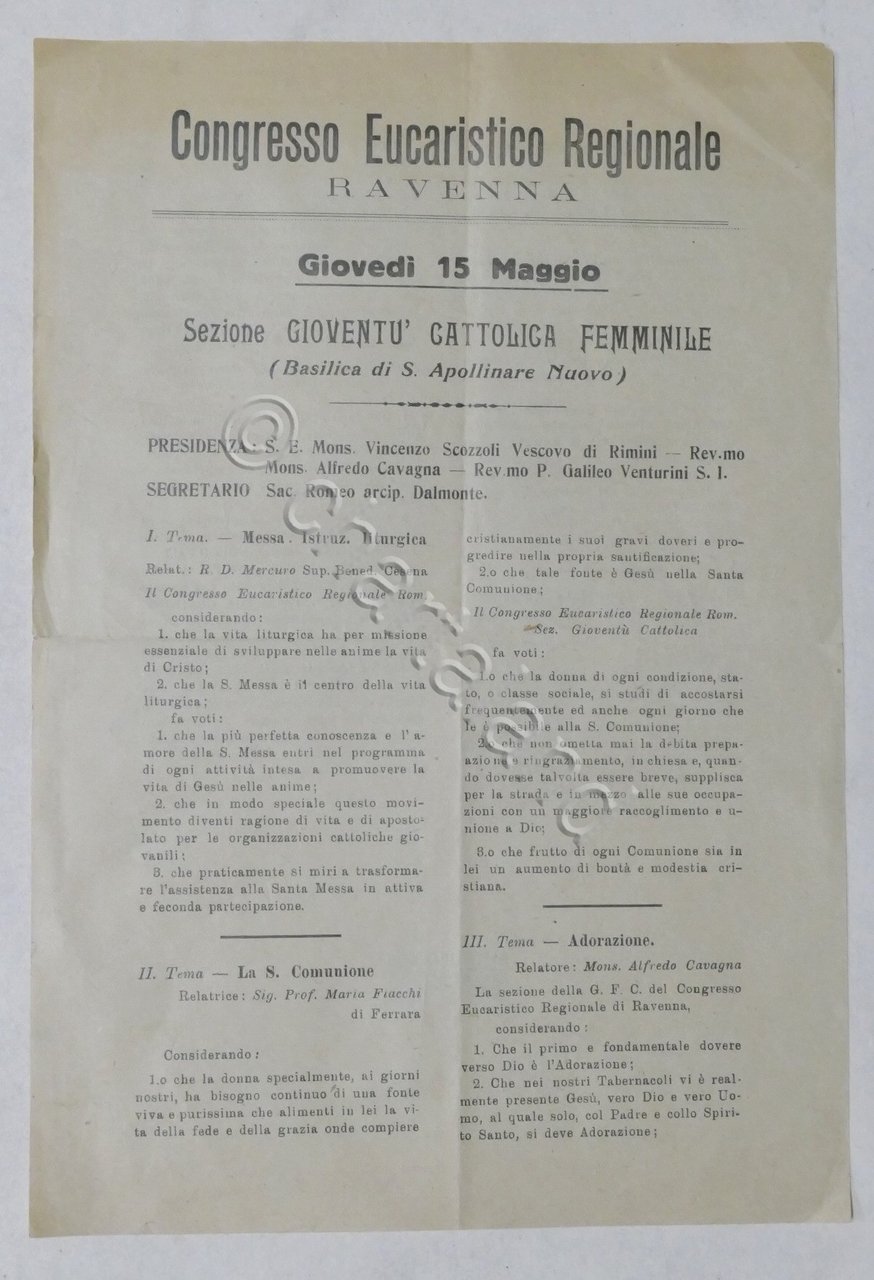 Congresso Eucaristico Regionale
RAVENNA
Giovedì 15 Maggio
Sezione GIOVENTU' CATTOLICA FEMMINILE
(Basilica di S. Apollinare Nuovo)
PRESIDENZA: S. E. Mons. Vincenzo Scozzoli Vescovo di Rimini — Rev.mo
Mons. Alfredo Cavagna — Rev.mo P. Galileo Venturini S. I.
SEGRETARIO Sac. Romeo arcip. Dalmonte.
I. Tema. — Messa. Istruz. liturgica
Relat.: R. D. Mercuro Sup. Bened. Cesena
Il Congresso Eucaristico Regionale Rom.
considerando:
1. che la vita liturgica ha per missione
essenziale di sviluppare nelle anime la vita
di Cristo;
2. che la S. Messa è il centro della vita
liturgica;
fa voti:
1. che la più perfetta conoscenza e l'a-
more della S. Messa entri nel programma
di ogni attività intesa a promuovere la
vita di Gesù nelle anime;
2. che in modo speciale questo movi-
mento diventi ragione di vita e di aposto-
lato per le organizzazioni cattoliche gio-
vanili;
3. che praticamente si miri a trasforma-
re l'assistenza alla Santa Messa in attiva
e feconda partecipazione.
II. Tema — La S. Comunione
Relatrice: Sig. Prof. Maria Fiacchi
di Ferrara
Considerando:
1.o che la donna specialmente, ai giorni
nostri, ha bisogno continuo di una fonte
viva e purissima che alimenti in lei la vi-
ta della fede e della grazia onde compiere
cristianamente i suoi gravi doveri e pro-
gredire nella propria santificazione;
2.o che tale fonte è Gesù nella Santa
Comunione;
Il Congresso Eucaristico Regionale Rom.
Sez. Gioventù Cattolica
fa voti:
1.o che la donna di ogni condizione, sta-
to, o classe sociale, si studi di accostarsi
frequentemente ed anche ogni giorno che
le è possibile alla S. Comunione;
2.o che non ometta mai la debita prepa-
azione e ringraziamento, in chiesa e, quan-
do dovesse talvolta essere breve, supplisca
per la strada e in mezzo alle sue occupa-
zioni con un maggiore raccoglimento e u-
nione a Dio;
3.o che frutto di ogni Comunione sia in
lei un aumento di bontà e modestia cri-
stiana.
III. Tema — Adorazione.
Relatore: Mons. Alfredo Cavagna
La sezione della G. F. C. del Congresso
Eucaristico Regionale di Ravenna,
considerando:
1. Che il primo e fondamentale dovere
verso Dio è l'Adorazione;
2. Che nei nostri Tabernacoli vi è real-
mente presente Gesù, vero Dio e vero Uo-
mo, al quale solo, col Padre e collo Spiri-
to Santo, si deve Adorazione;